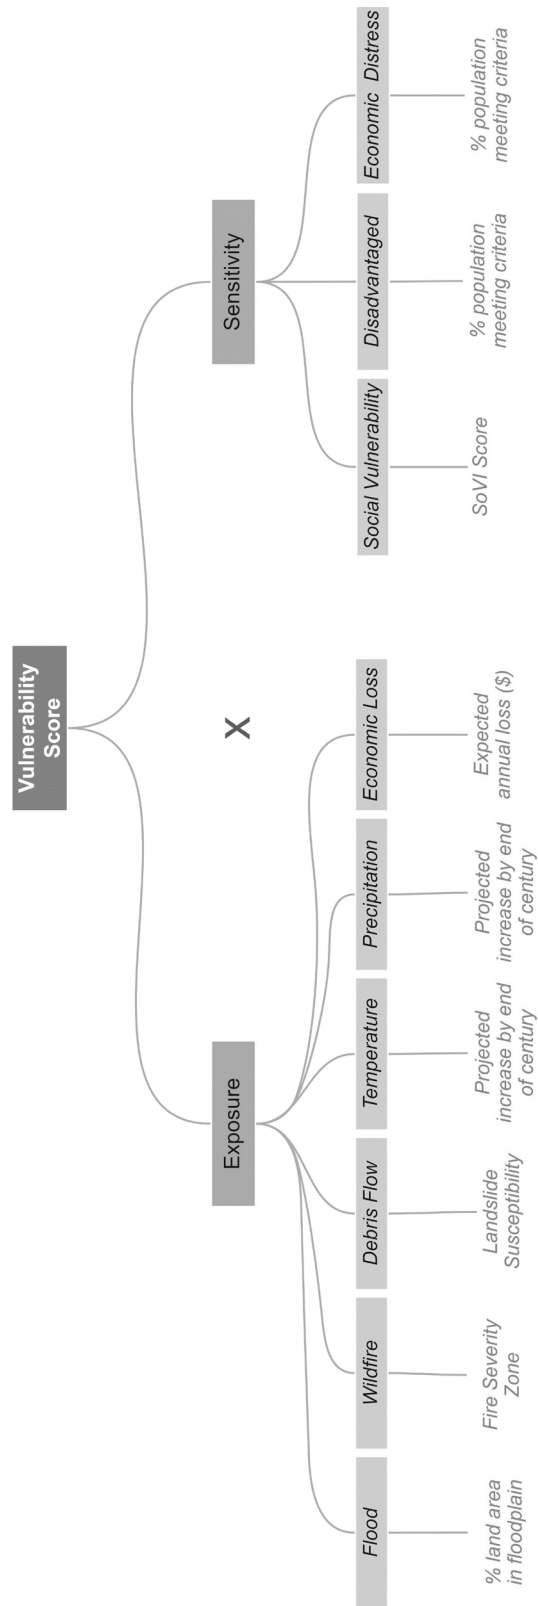 Vulnerability
Score
Exposure
X
Sensitivity
Flood
Wildfire
Debris Flow
Temperature
Precipitation
Economic Loss
Social Vulnerability
Disadvantaged
Economic Distress
% land area
in floodplain
Fire Severity
Zone
Landslide
Susceptibility
Projected
increase by end
of century
Projected
increase by end
of century
Expected
annual loss ($)
SoVI Score
% population
meeting criteria
% population
meeting criteria